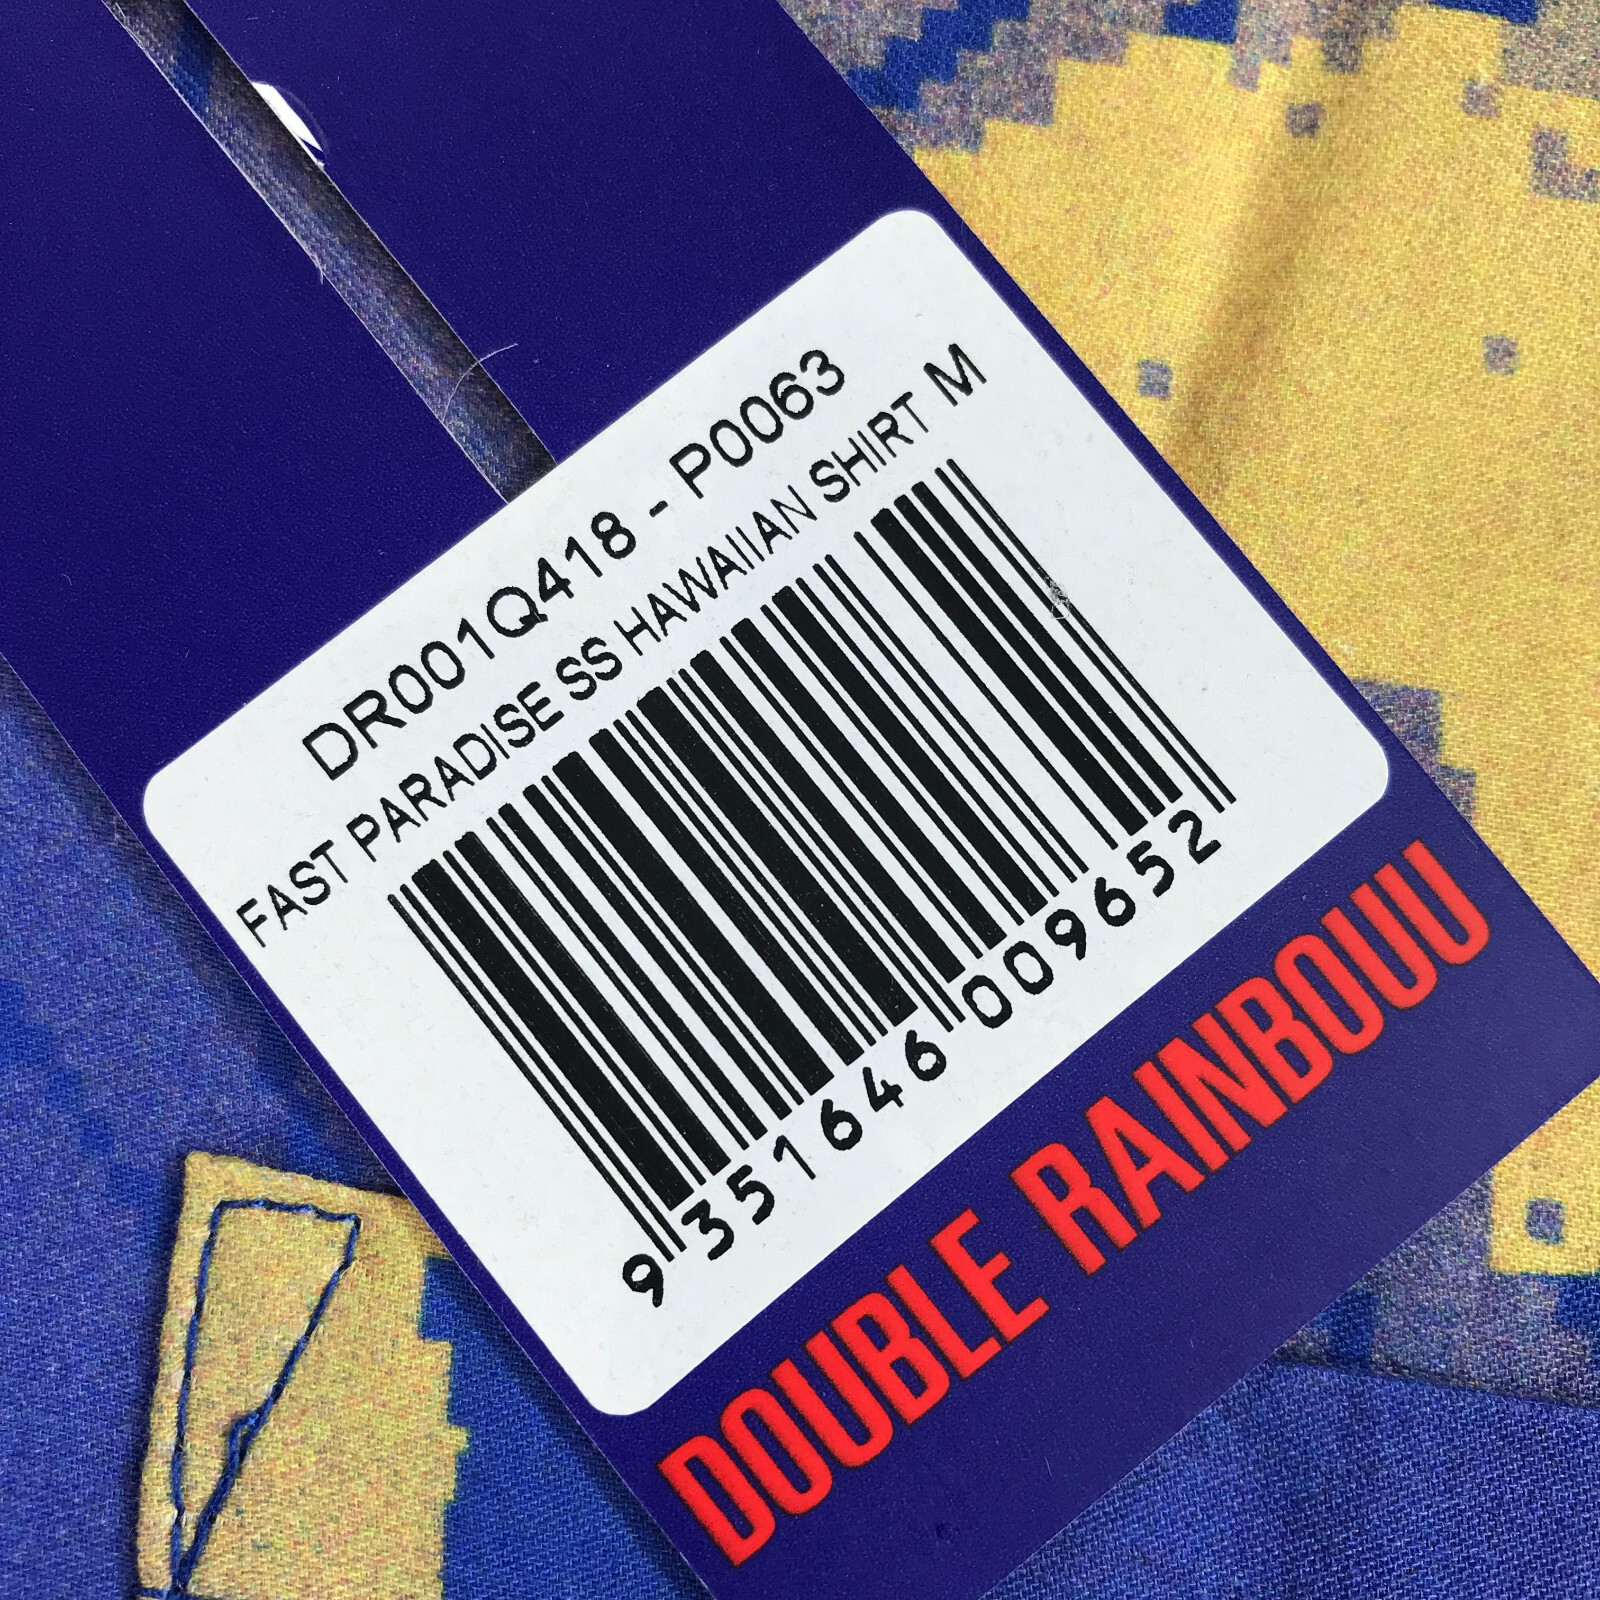 DR001Q418 - P0063
FAST PARADISE SS HAWAIIAN SHIRT M
9 351646 009652
DOUBLE RAINBOUU